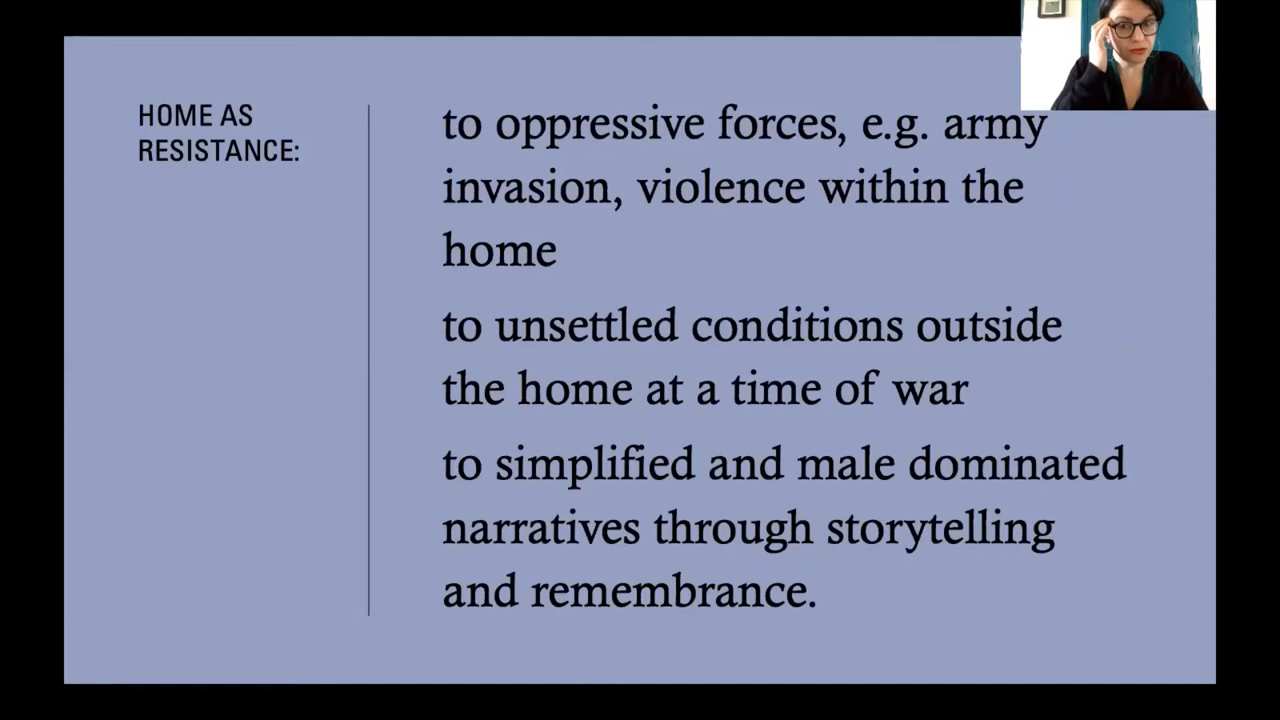 HOME AS
RESISTANCE:
to oppressive forces, e.g. army
invasion, violence within the
home
to unsettled conditions outside
the home at a time of war
to simplified and male dominated
narratives through storytelling
and remembrance.